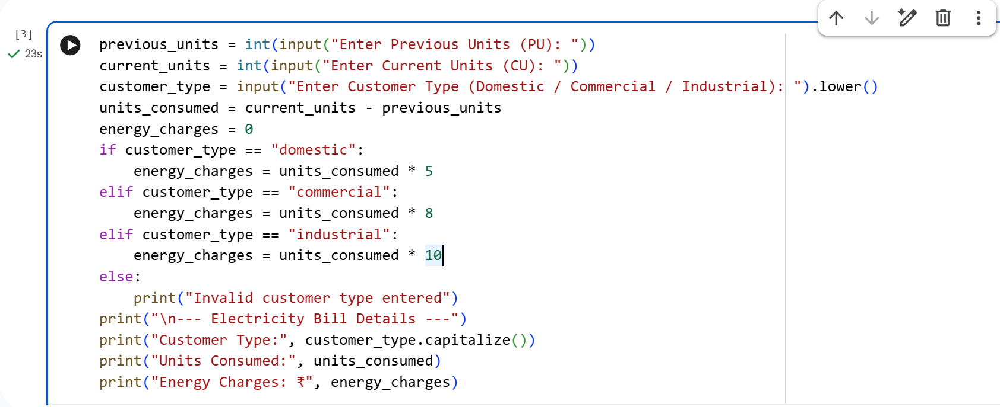 [3]
23s
previous_units = int(input("Enter Previous Units (PU): "))
current_units = int(input("Enter Current Units (CU): "))
customer_type = input("Enter Customer Type (Domestic / Commercial / Industrial): ").lower()
units_consumed = current_units - previous_units
energy_charges = 0
if customer_type == "domestic":
    energy_charges = units_consumed * 5
elif customer_type == "commercial":
    energy_charges = units_consumed * 8
elif customer_type == "industrial":
    energy_charges = units_consumed * 10
else:
    print("Invalid customer type entered")
print("\n--- Electricity Bill Details ---")
print("Customer Type:", customer_type.capitalize())
print("Units Consumed:", units_consumed)
print("Energy Charges: ₹", energy_charges)